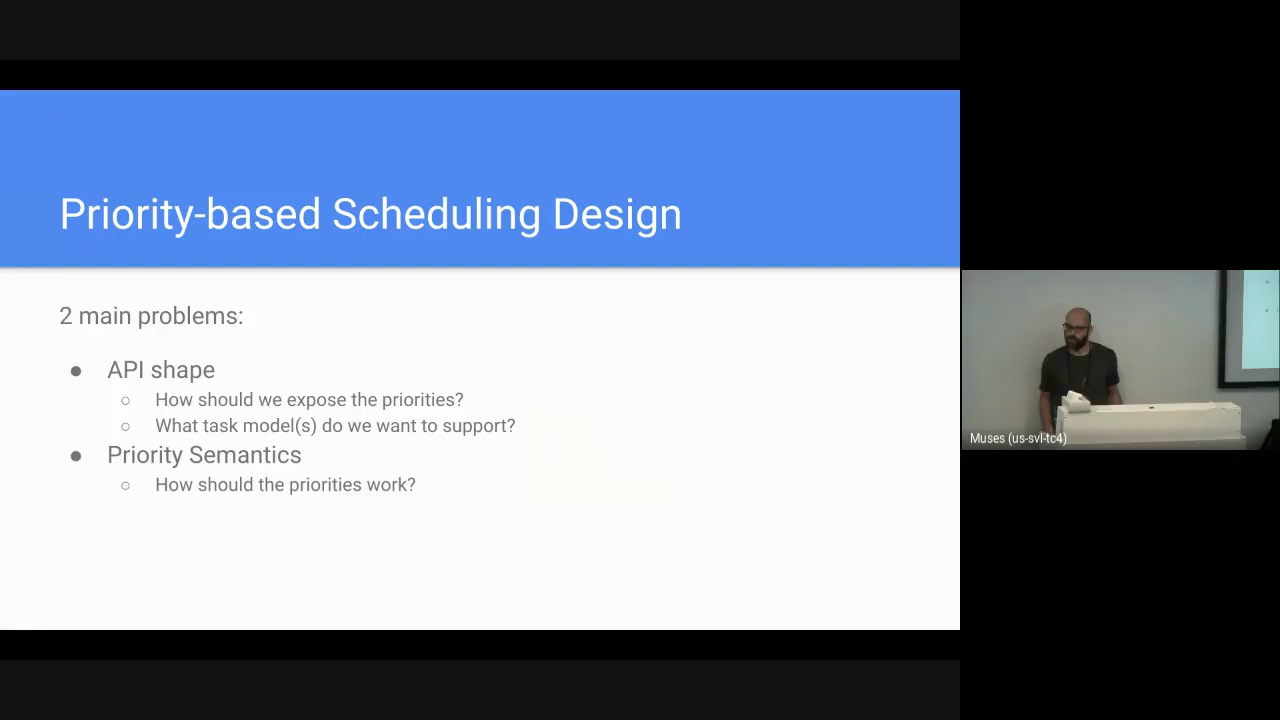 Priority-based Scheduling Design
2 main problems:
● API shape
○ How should we expose the priorities?
○ What task model(s) do we want to support?
● Priority Semantics
○ How should the priorities work?
Muses (us-svl-tc4)